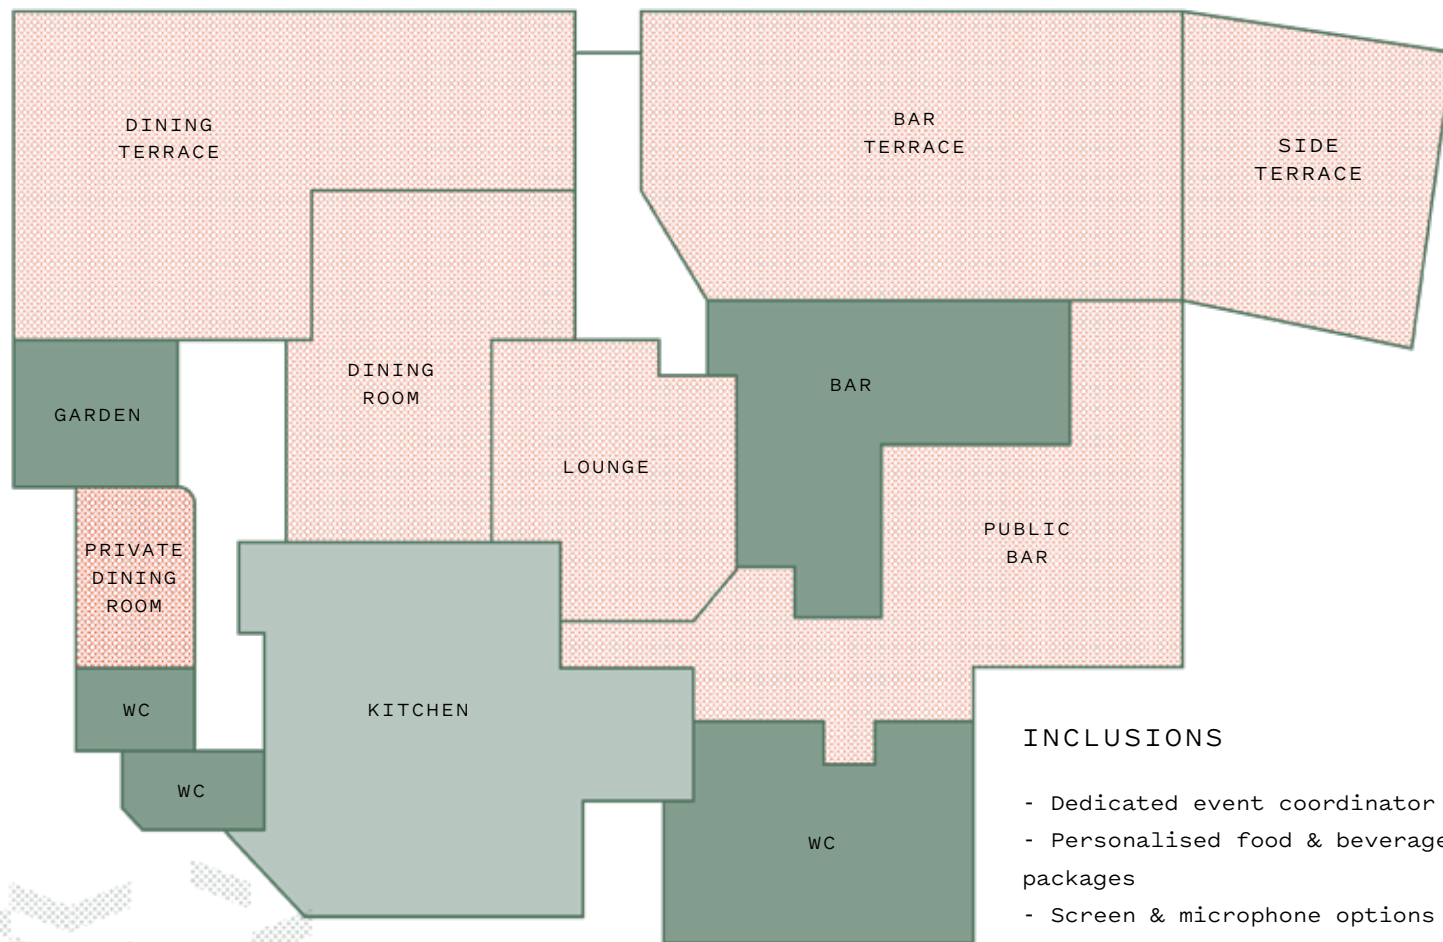 DINING
TERRACE
BAR
TERRACE
SIDE
TERRACE
DINING
ROOM
BAR
GARDEN
LOUNGE
PUBLIC
BAR
PRIVATE
DINING
ROOM
WC
KITCHEN
WC
WC
INCLUSIONS
- Dedicated event coordinator
- Personalised food & beverage
packages
- Screen & microphone options